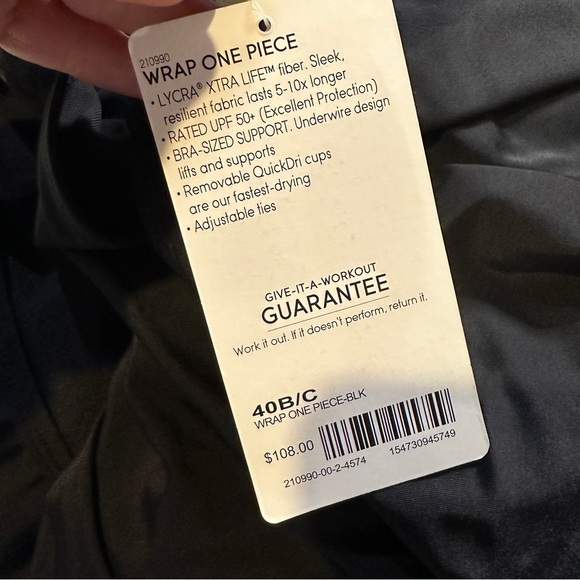 210990
WRAP ONE PIECE
• LYCRA® XTRA LIFE™ fiber. Sleek,
resilient fabric lasts 5-10x longer
• RATED UPF 50+ (Excellent Protection)
• BRA-SIZED SUPPORT. Underwire design
lifts and supports
• Removable QuickDri cups
are our fastest-drying
• Adjustable ties
GIVE-IT-A-WORKOUT
GUARANTEE
Work it out. If it doesn't perform, return it.
40B/C
WRAP ONE PIECE-BLK
$108.00
210990-00-2-4574 154730945749